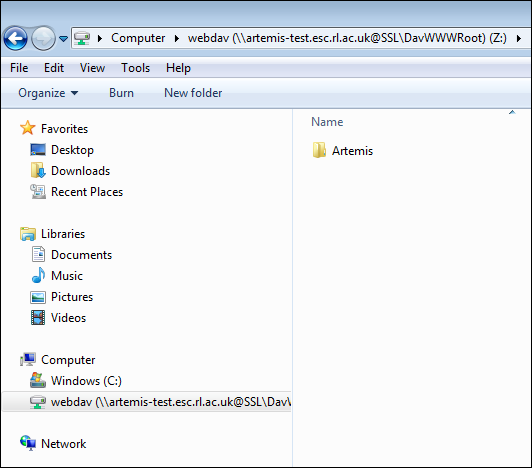 Computer webdav (\\artemis-test.esc.rl.ac.uk@SSL\DavWWWRoot) (Z:)
File Edit View Tools Help
Organize Burn New folder
Favorites
Desktop
Downloads
Recent Places
Libraries
Documents
Music
Pictures
Videos
Computer
Windows (C:)
webdav (\\artemis-test.esc.rl.ac.uk@SSL\DavW
Network
Name
Artemis